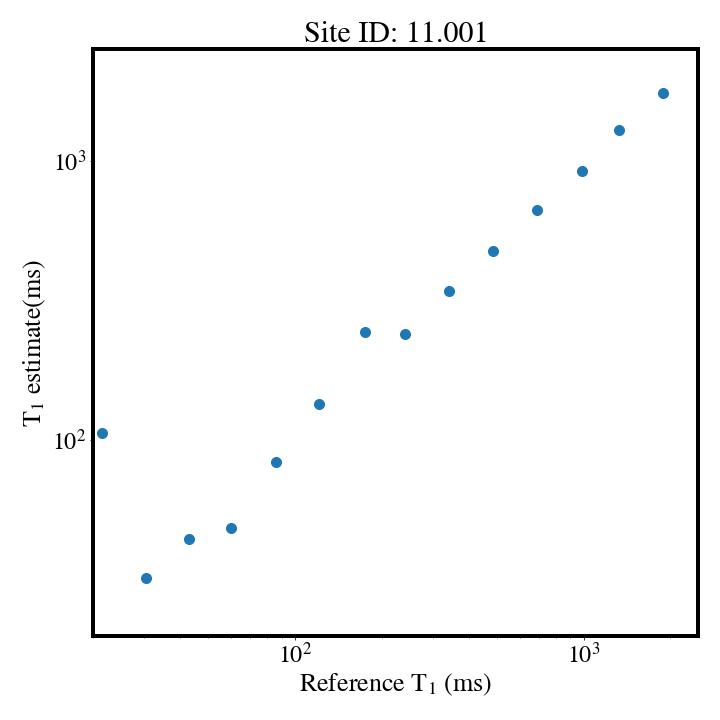 Site ID: 11.001
10³
T₁ estimate(ms)
10²
10² 10³
Reference T₁ (ms)